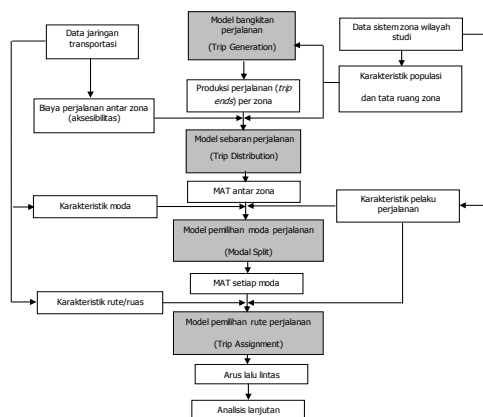 Data jaringan
transportasi
Model bangkitan
perjalanan
(Trip Generation)
Data sistem zona wilayah
studi
Produksi perjalanan (trip
ends) per zona
Karakteristik populasi
dan tata ruang zona
Biaya perjalanan antar zona
(aksesibilitas)
Model sebaran perjalanan
(Trip Distribution)
MAT antar zona
Karakteristik moda
Karakteristik pelaku
perjalanan
Model pemilihan moda perjalanan
(Modal Split)
MAT setiap moda
Karakteristik rute/ruas
Model pemilihan rute perjalanan
(Trip Assignment)
Arus lalu lintas
Analisis lanjutan